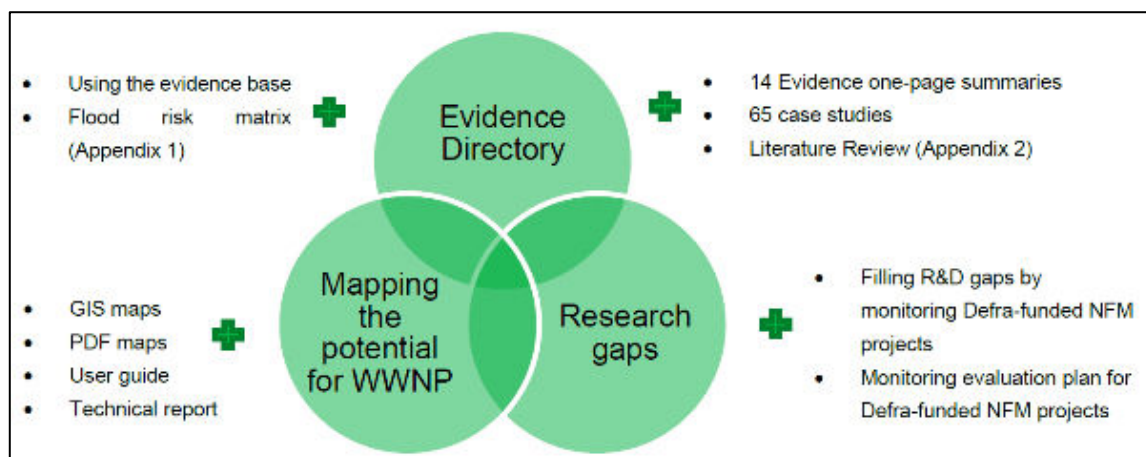 • Using the evidence base
• Flood risk matrix
(Appendix 1)
Evidence
Directory
• 14 Evidence one-page summaries
• 65 case studies
• Literature Review (Appendix 2)
• GIS maps
• PDF maps
• User guide
• Technical report
Mapping
the
potential
for WWNP
Research
gaps
• Filling R&D gaps by
monitoring Defra-funded NFM
projects
• Monitoring evaluation plan for
Defra-funded NFM projects